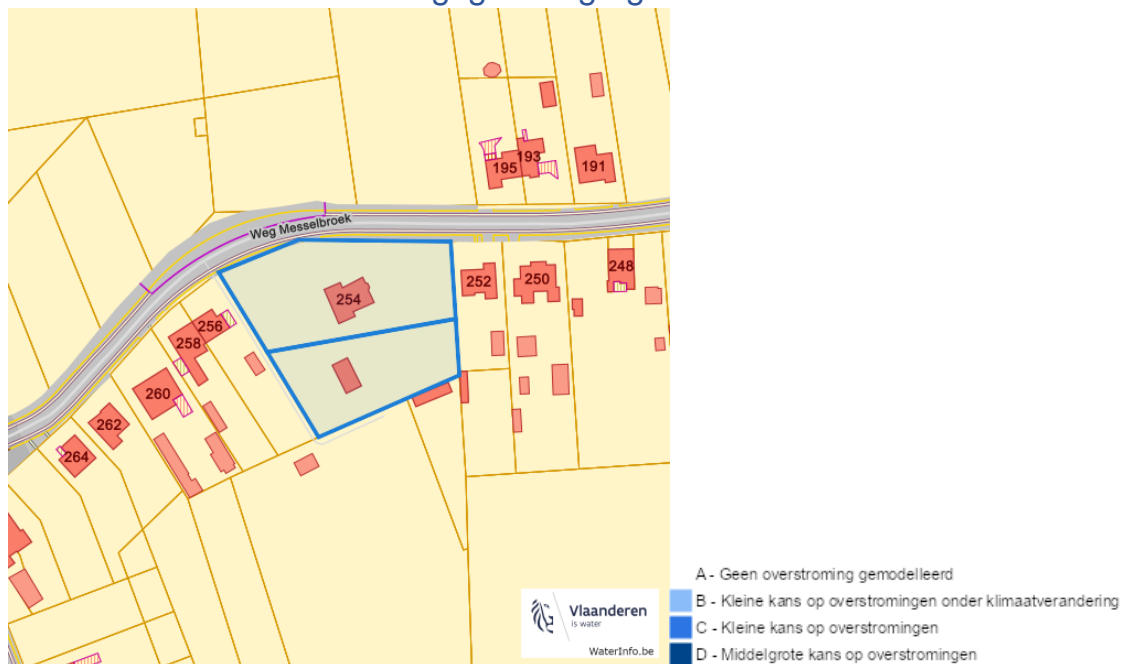 195
193
191
Weg Messelbroek
254
252
250
248
256
258
260
262
264
Vlaanderen
is water
WaterInfo.be
A - Geen overstroming gemodelleerd
B - Kleine kans op overstromingen onder klimaatverandering
C - Kleine kans op overstromingen
D - Middelgrote kans op overstromingen